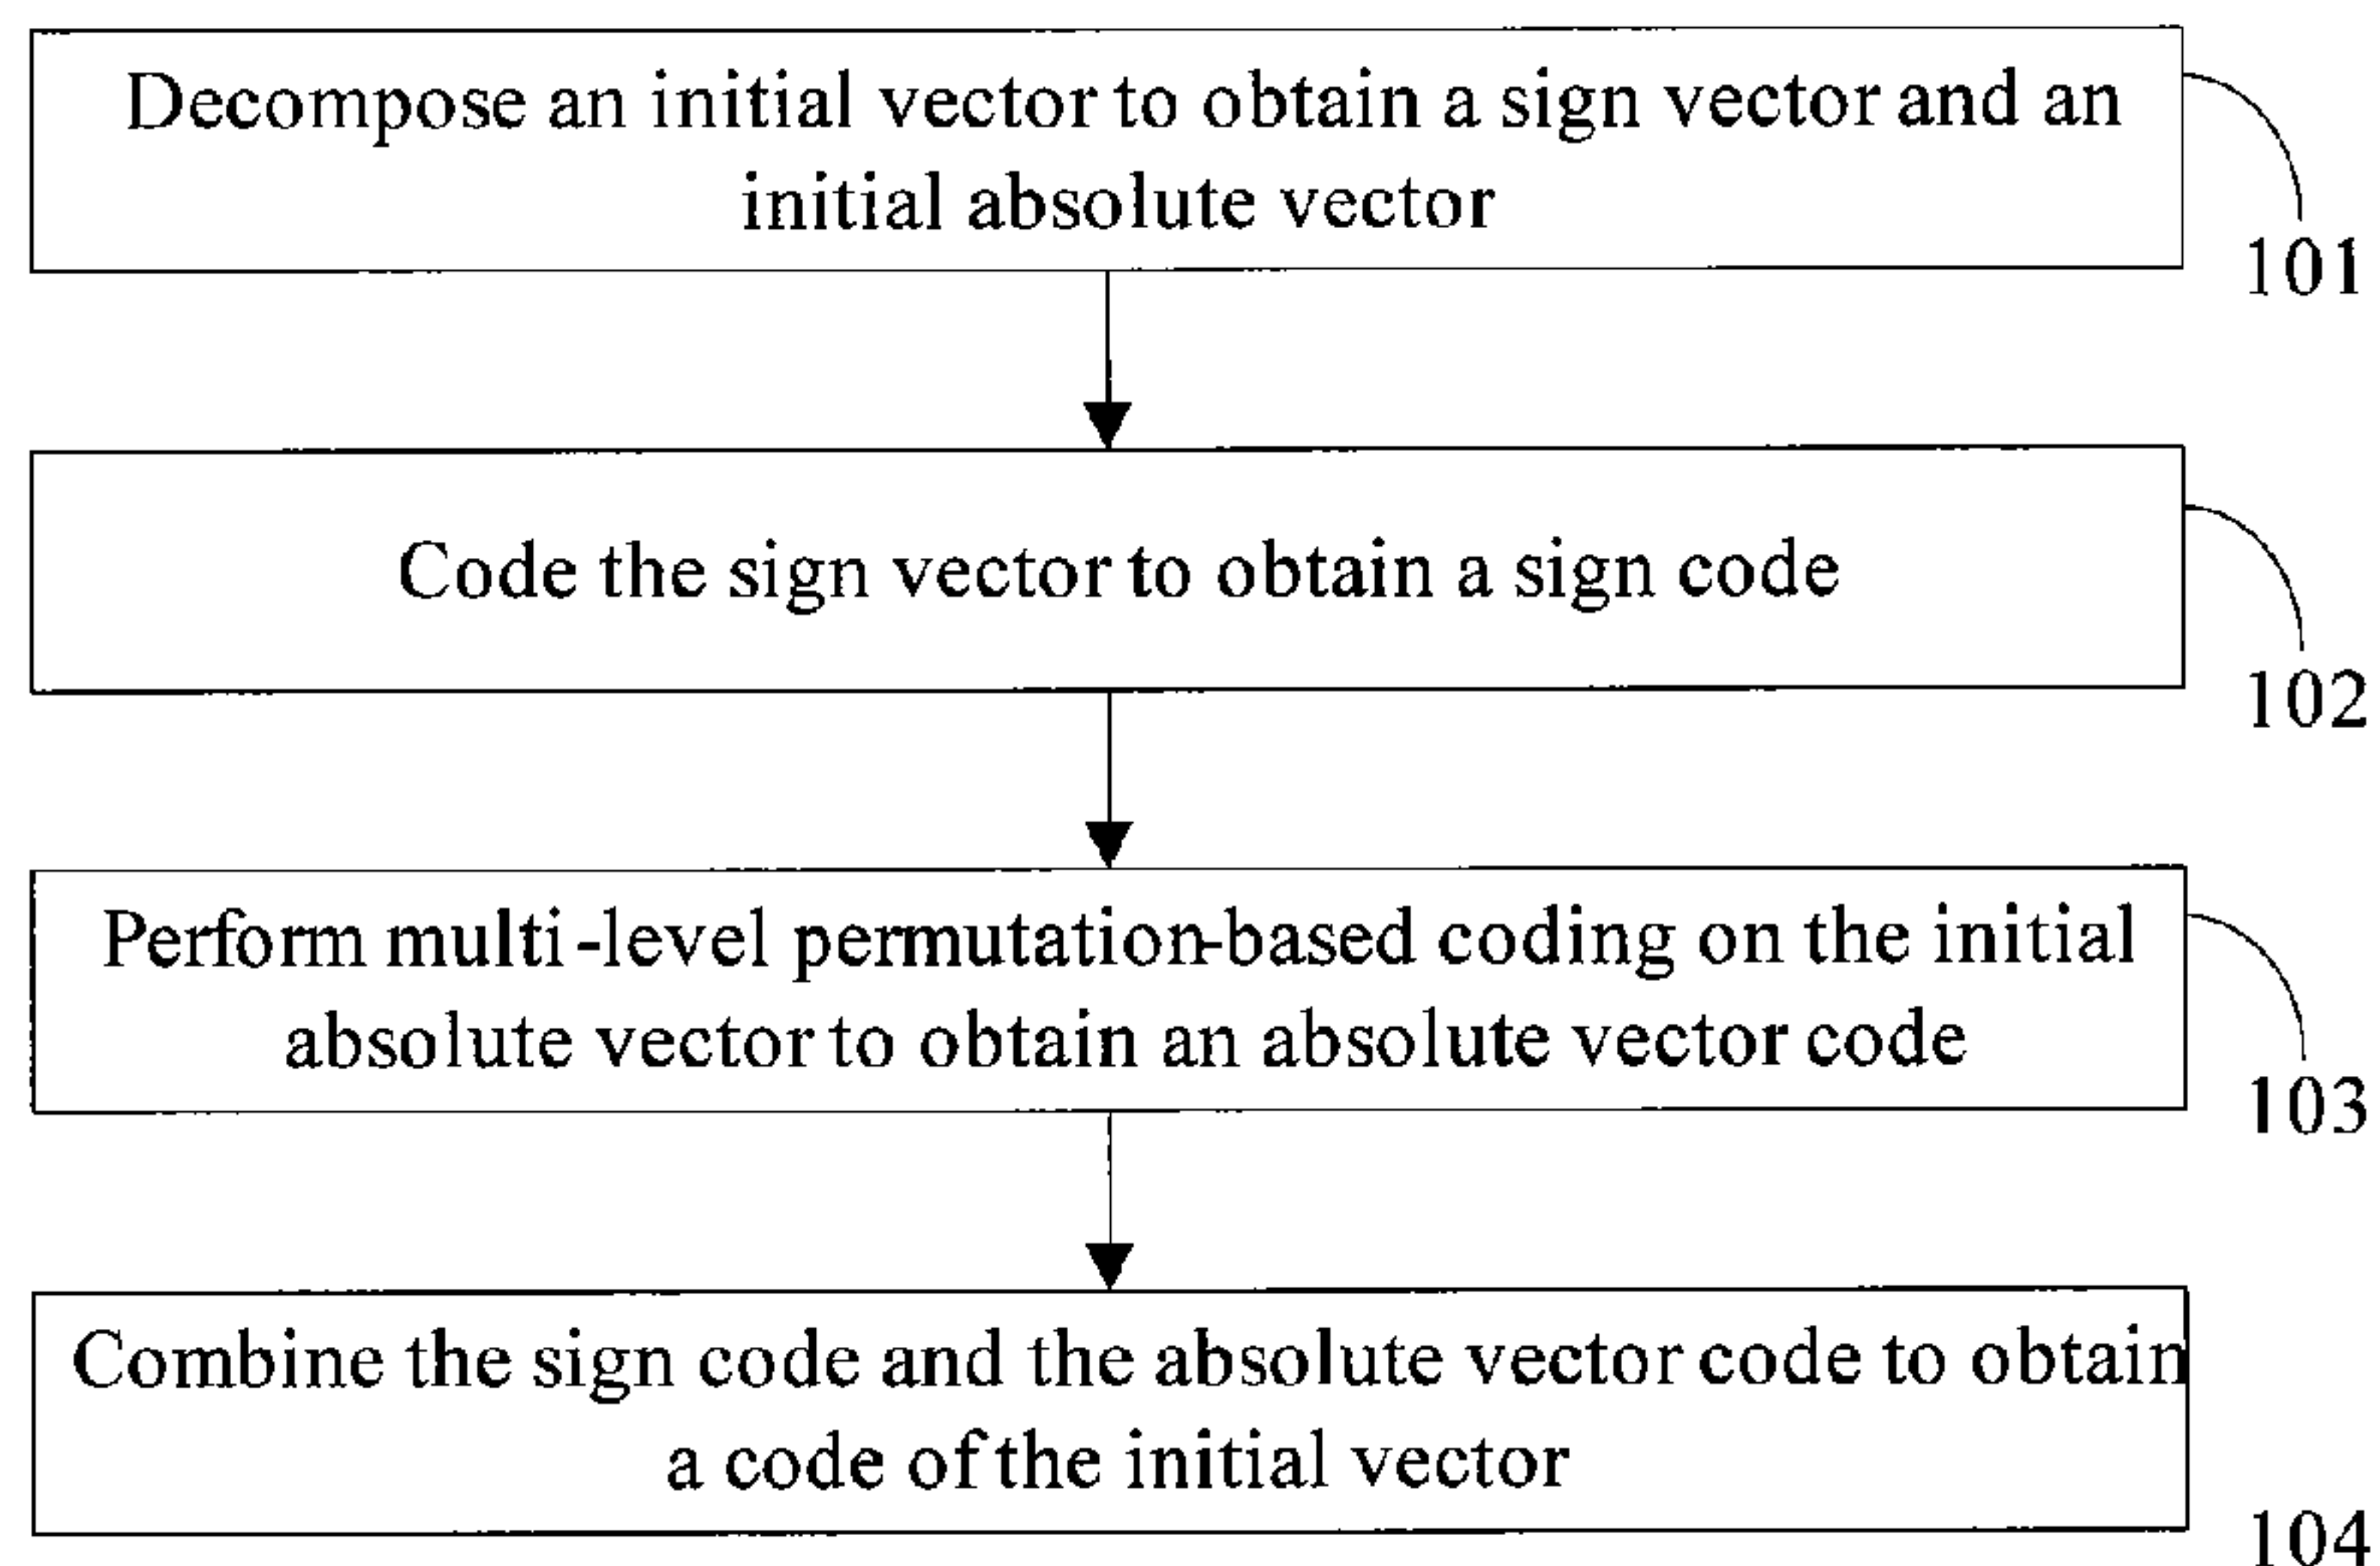 Decompose an initial vector to obtain a sign vector and an
initial absolute vector
101
Code the sign vector to obtain a sign code
102
Perform multi-level permutation-based coding on the initial
absolute vector to obtain an absolute vector code
103
Combine the sign code and the absolute vector code to obtain
a code of the initial vector
104